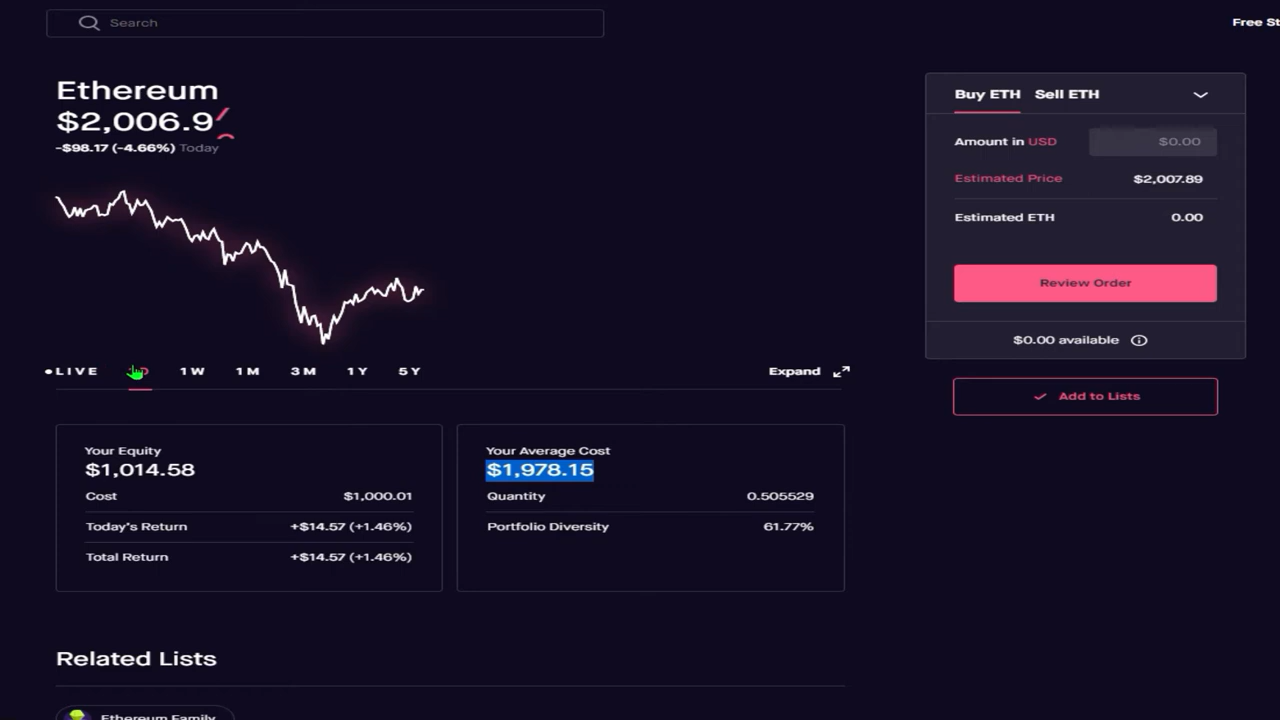 Search
Free St
Ethereum
$2,006.9
-$98.17 (-4.66%) Today
LIVE 1W 1M 3M 1Y 5Y
Expand
Your Equity
$1,014.58
Cost $1,000.01
Today's Return +$14.57 (+1.46%)
Total Return +$14.57 (+1.46%)
Your Average Cost
$1,978.15
Quantity 0.505529
Portfolio Diversity 61.77%
Related Lists
Ethereum Family
Buy ETH Sell ETH
Amount in USD $0.00
Estimated Price $2,007.89
Estimated ETH 0.00
Review Order
$0.00 available
Add to Lists